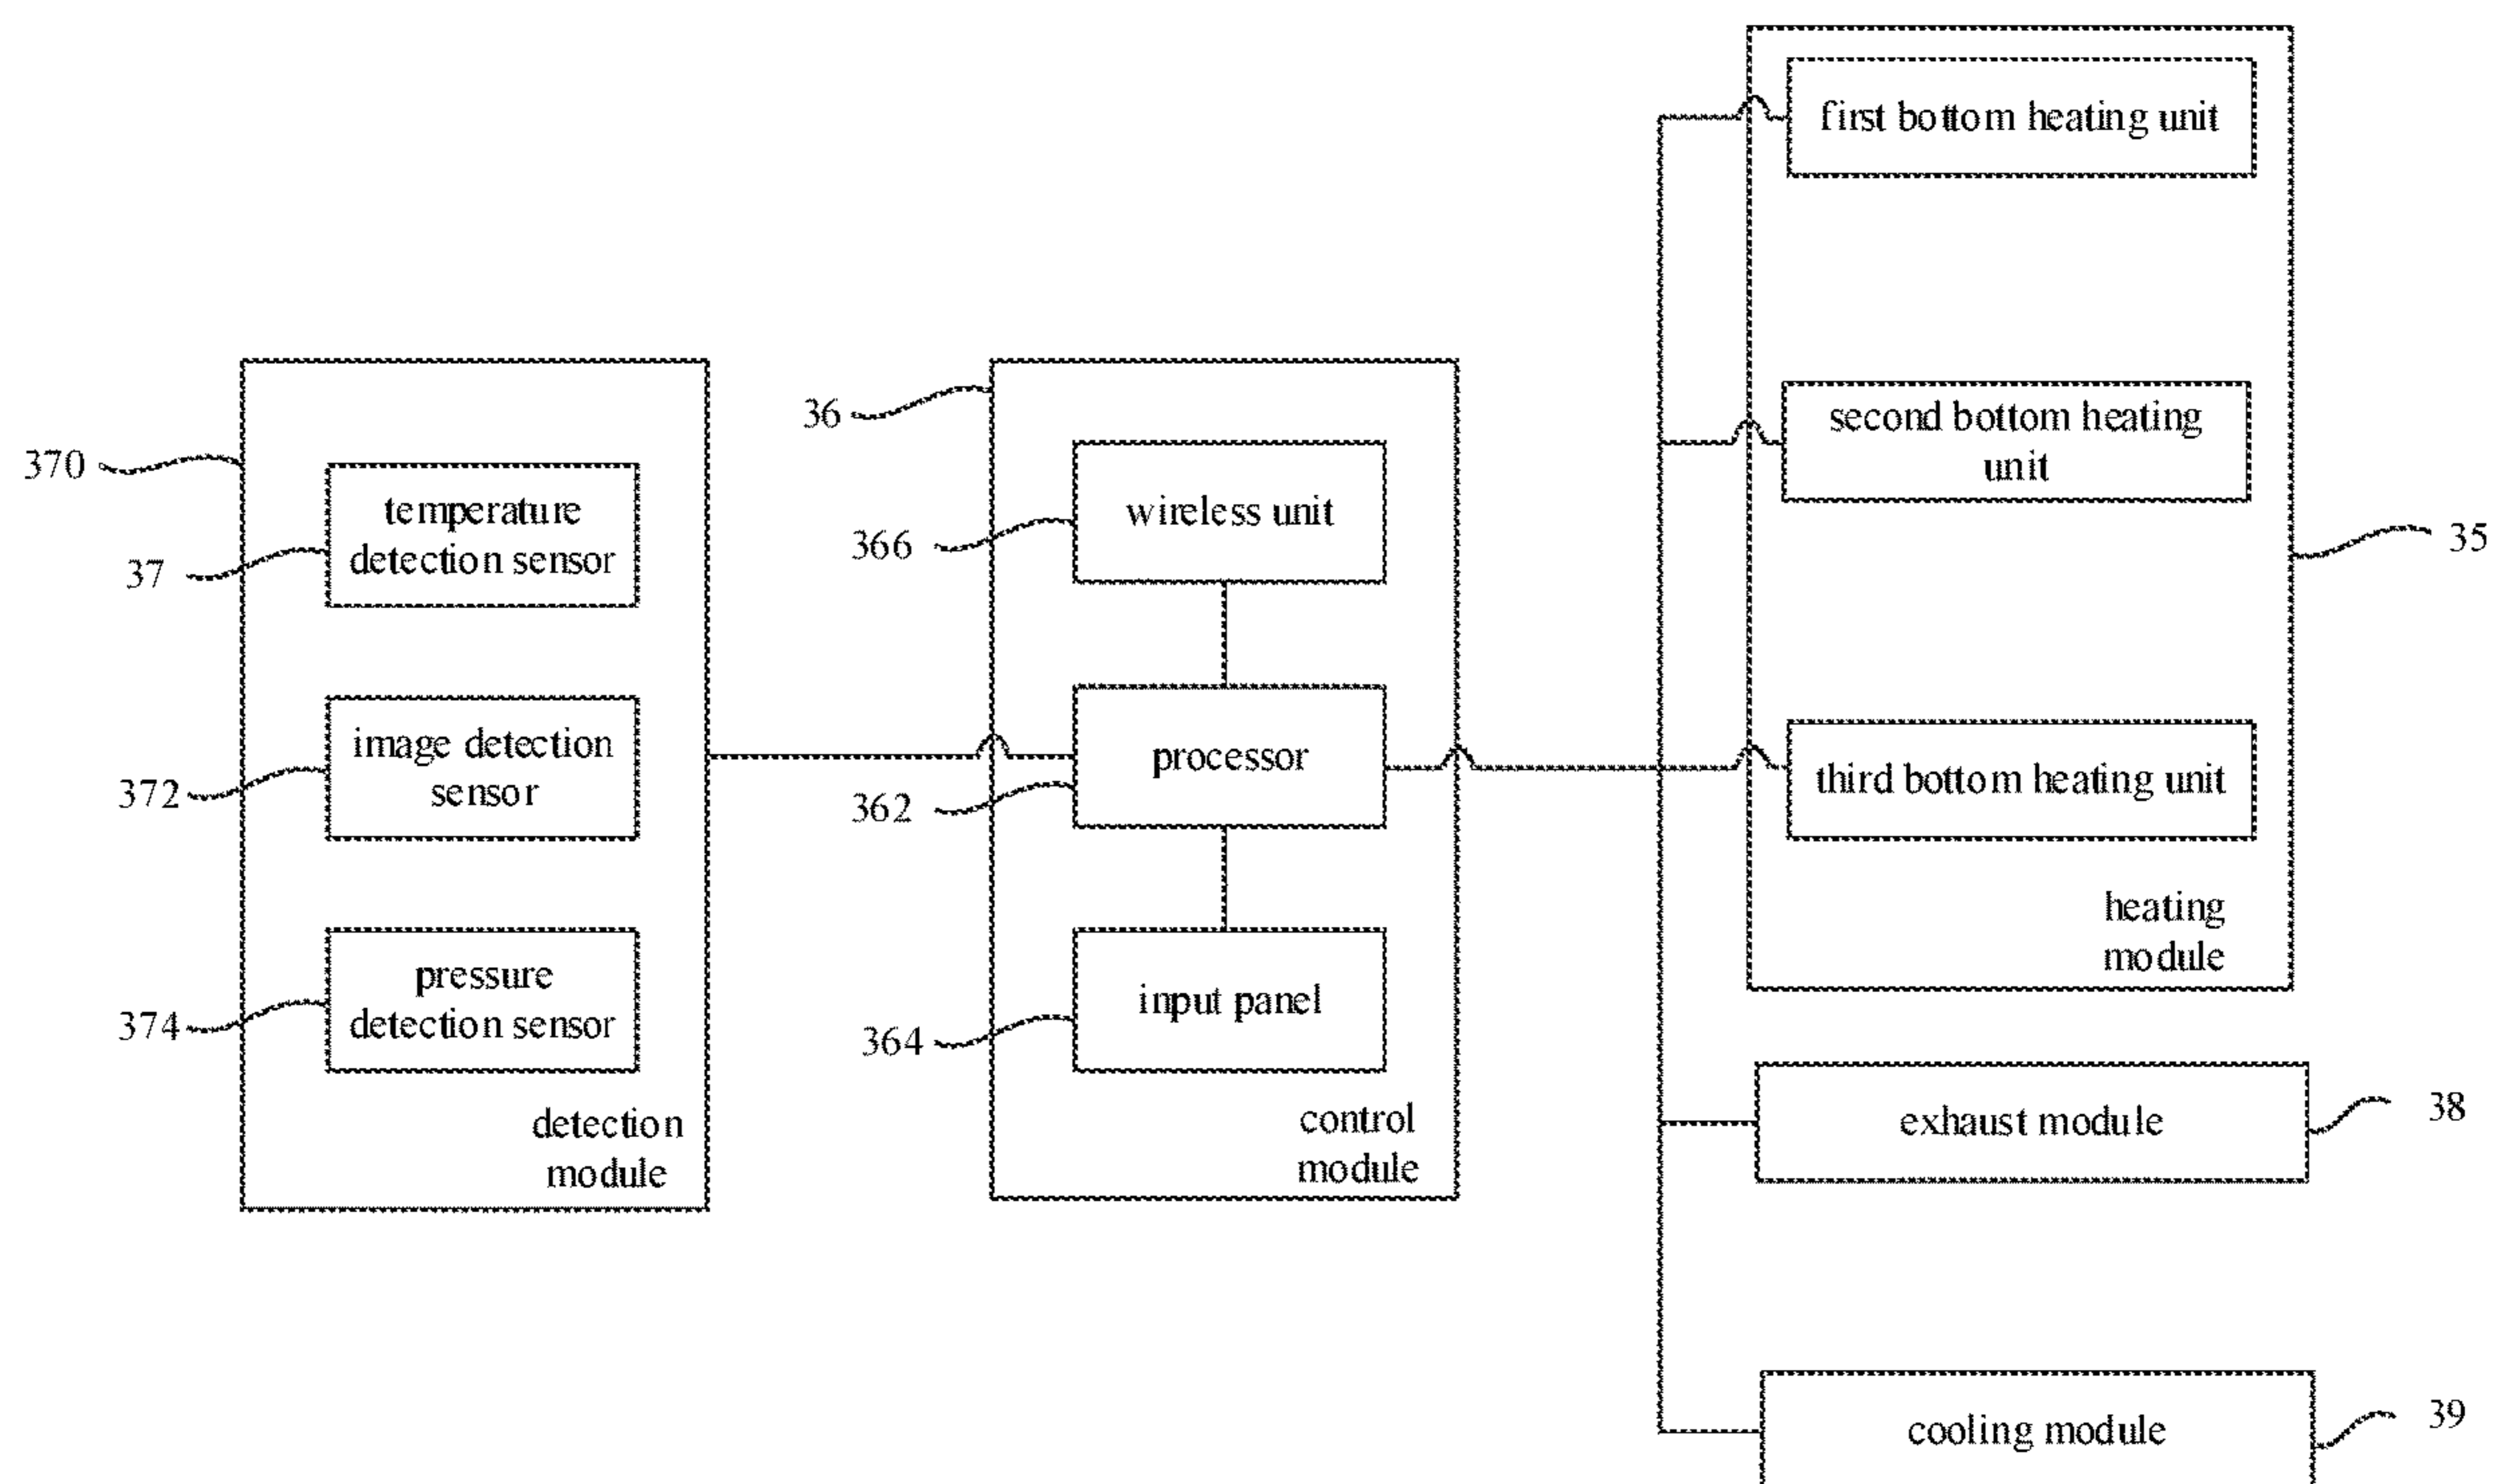 370
temperature
detection sensor
37
image detection
sensor
372
pressure
detection sensor
374
detection
module
36
wireless unit
366
processor
362
input panel
364
control
module
first bottom heating unit
second bottom heating
unit
35
third bottom heating unit
heating
module
exhaust module
38
cooling module
39